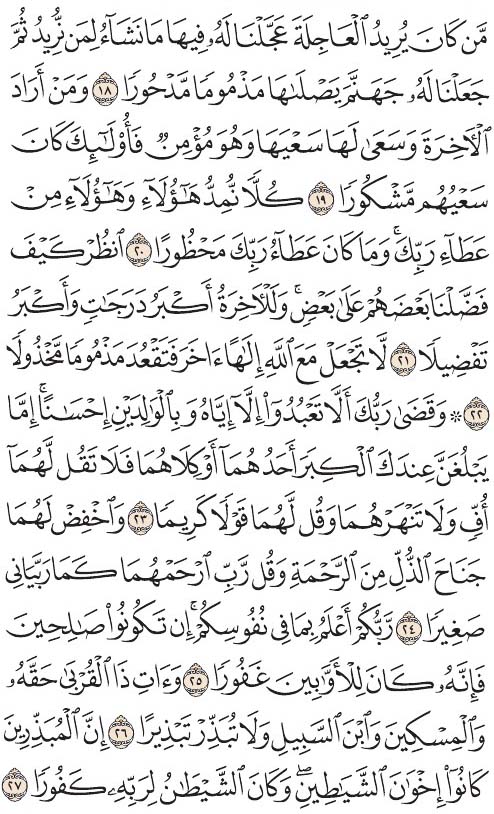 مَّن كَانَ يُرِيدُ ٱلْعَاجِلَةَ عَجَّلْنَا لَهُۥ فِيهَا مَا نَشَآءُ لِمَن نُّرِيدُ ثُمَّ
جَعَلْنَا لَهُۥ جَهَنَّمَ يَصْلَىٰهَا مَذْمُومًا مَّدْحُورًا ١٨ وَمَنْ أَرَادَ
ٱلْأَخِرَةَ وَسَعَىٰ لَهَا سَعْيَهَا وَهُوَ مُؤْمِنٌ فَأُو۟لَٰٓئِكَ كَانَ
سَعْيُهُم مَّشْكُورًا ١٩ كُلًّا نُّمِدُّ هَٰٓؤُلَآءِ وَهَٰٓؤُلَآءِ مِنْ
عَطَآءِ رَبِّكَ ۚ وَمَا كَانَ عَطَآءُ رَبِّكَ مَحْظُورًا ٢٠ ٱنظُرْ كَيْفَ
فَضَّلْنَا بَعْضَهُمْ عَلَىٰ بَعْضٍ ۚ وَلَلْأَخِرَةُ أَكْبَرُ دَرَجَٰتٍ وَأَكْبَرُ
تَفْضِيلًا ٢١ لَّا تَجْعَلْ مَعَ ٱللَّهِ إِلَٰهًا ءَاخَرَ فَتَقْعُدَ مَذْمُومًا مَّخْذُولًا
٢٢ ۞ وَقَضَىٰ رَبُّكَ أَلَّا تَعْبُدُوٓا۟ إِلَّآ إِيَّاهُ وَبِٱلْوَٰلِدَيْنِ إِحْسَٰنًا ۚ إِمَّا
يَبْلُغَنَّ عِندَكَ ٱلْكِبَرَ أَحَدُهُمَآ أَوْ كِلَاهُمَا فَلَا تَقُل لَّهُمَآ
أُفٍّ وَلَا تَنْهَرْهُمَا وَقُل لَّهُمَا قَوْلًا كَرِيمًا ٢٣ وَٱخْفِضْ لَهُمَا
جَنَاحَ ٱلذُّلِّ مِنَ ٱلرَّحْمَةِ وَقُل رَّبِّ ٱرْحَمْهُمَا كَمَا رَبَّيَانِى
صَغِيرًا ٢٤ رَّبُّكُمْ أَعْلَمُ بِمَا فِى نُفُوسِكُمْ ۚ إِن تَكُونُوا۟ صَٰلِحِينَ
فَإِنَّهُۥ كَانَ لِلْأَوَّٰبِينَ غَفُورًا ٢٥ وَءَاتِ ذَا ٱلْقُرْبَىٰ حَقَّهُۥ
وَٱلْمِسْكِينَ وَٱبْنَ ٱلسَّبِيلِ وَلَا تُبَذِّرْ تَبْذِيرًا ٢٦ إِنَّ ٱلْمُبَذِّرِينَ
كَانُوٓا۟ إِخْوَٰنَ ٱلشَّيَٰطِينِ ۖ وَكَانَ ٱلشَّيْطَٰنُ لِرَبِّهِۦ كَفُورًا ٢٧